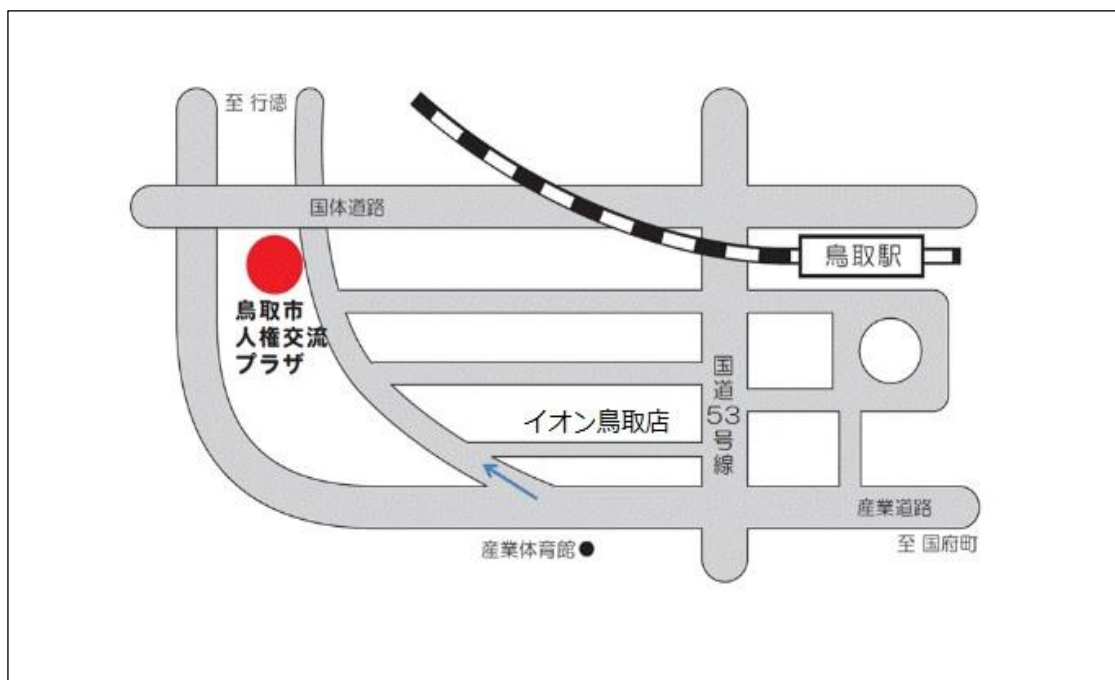 至 行徳
国体道路
鳥取駅
鳥取市
人権交流
プラザ
国道53号線
イオン鳥取店
産業道路
産業体育館
至 国府町